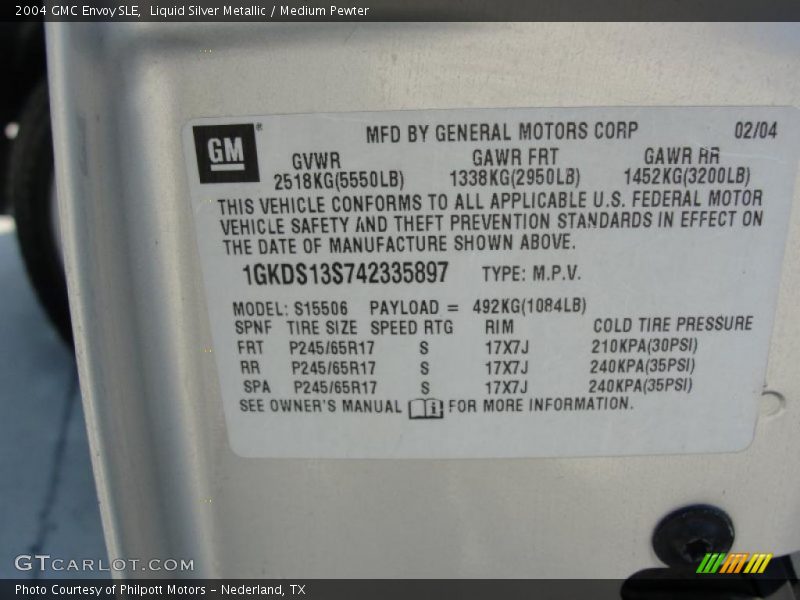 2004 GMC Envoy SLE,  Liquid Silver Metallic / Medium Pewter
GM®
MFD BY GENERAL MOTORS CORP 02/04
GVWR GAWR FRT GAWR RR
2518KG(5550LB) 1338KG(2950LB) 1452KG(3200LB)
THIS VEHICLE CONFORMS TO ALL APPLICABLE U.S. FEDERAL MOTOR
VEHICLE SAFETY AND THEFT PREVENTION STANDARDS IN EFFECT ON
THE DATE OF MANUFACTURE SHOWN ABOVE.
1GKDS13S742335897 TYPE: M.P.V.
MODEL: S15506 PAYLOAD = 492KG(1084LB)
SPNF TIRE SIZE SPEED RTG RIM COLD TIRE PRESSURE
FRT P245/65R17 S 17X7J 210KPA(30PSI)
RR P245/65R17 S 17X7J 240KPA(35PSI)
SPA P245/65R17 S 17X7J 240KPA(35PSI)
SEE OWNER'S MANUAL i FOR MORE INFORMATION.
GTCARLOT.COM
Photo Courtesy of Philpott Motors - Nederland, TX